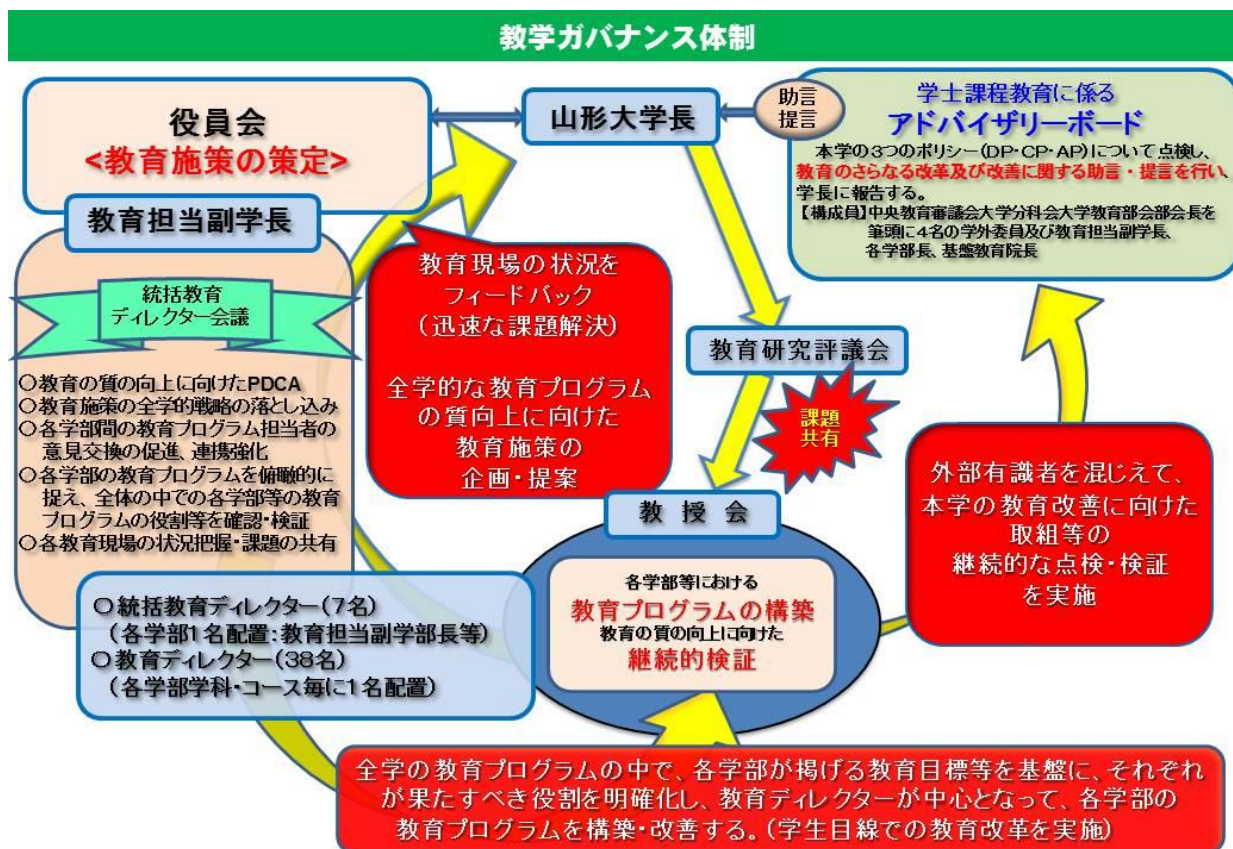 教学ガバナンス体制
役員会
<教育施策の策定>
山形大学長
助言
提言
学士課程教育に係る
アドバイザリーボード
本学の3つのポリシー(DP・CP・AP)について点検し、
教育のさらなる改革及び改善に関する助言・提言を行い、
学長に報告する。
【構成員】中央教育審議会大学分科会大学教育部会部会長を
筆頭に4名の学外委員及び教育担当副学長、
各学部長、基盤教育院長
教育担当副学長
統括教育
ディレクター会議
○教育の質の向上に向けたPDCA
○教育施策の全学的戦略の落とし込み
○各学部間の教育プログラム担当者の
意見交換の促進、連携強化
○各学部の教育プログラムを俯瞰的に
捉え、全体の中での各学部等の教育
プログラムの役割等を確認・検証
○各教育現場の状況把握・課題の共有
○統括教育ディレクター(7名)
(各学部1名配置:教育担当副学部長等)
○教育ディレクター(38名)
(各学部学科・コース毎に1名配置)
教育現場の状況を
フィードバック
(迅速な課題解決)
全学的な教育プログラム
の質向上に向けた
教育施策の
企画・提案
教育研究評議会
課題
共有
教授会
各学部等における
教育プログラムの構築
教育の質の向上に向けた
継続的検証
外部有識者を混じえて、
本学の教育改善に向けた
取組等の
継続的な点検・検証
を実施
全学の教育プログラムの中で、各学部が掲げる教育目標等を基盤に、それぞれ
が果たすべき役割を明確化し、教育ディレクターが中心となって、各学部の
教育プログラムを構築・改善する。(学生目線での教育改革を実施)